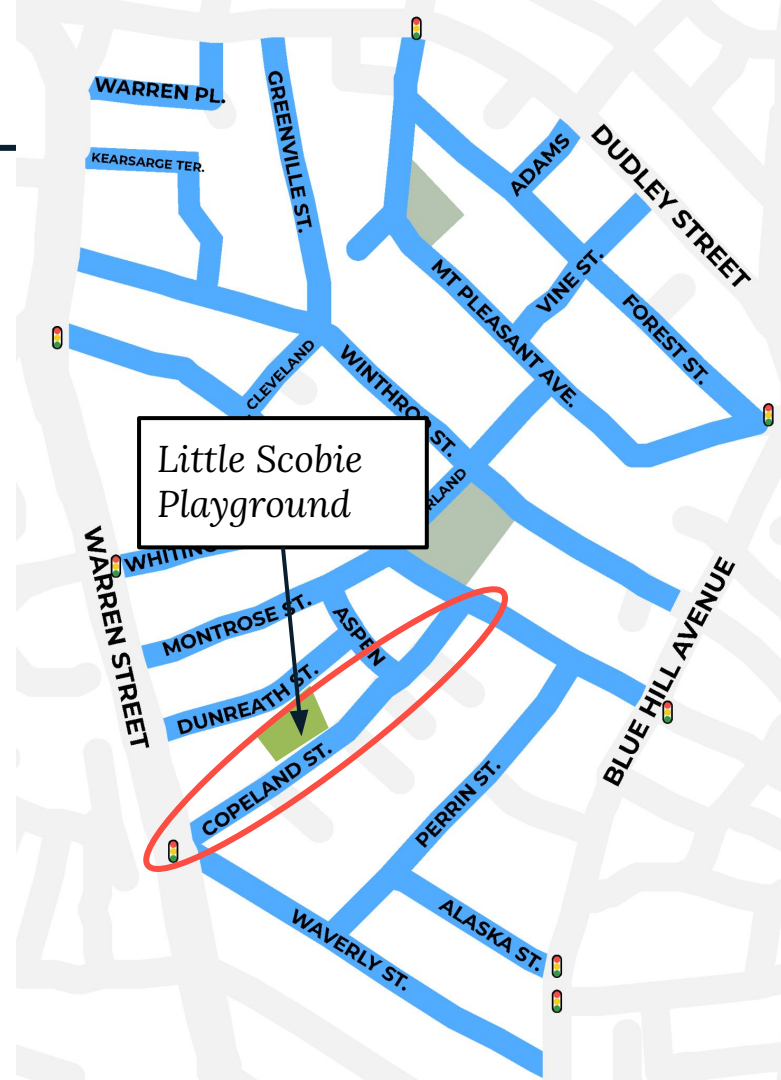 WARREN PL.
KEARSARGE TER.
GREENVILLE ST.
ADAMS
DUDLEY STREET
VINE ST.
MT PLEASANT AVE.
FOREST ST.
CLEVELAND
WINTHROP ST.
Little Scobie
Playground
RLAND
WHITING
WARREN STREET
MONTROSE ST.
ASPEN
DUNREATH ST.
BLUE HILL AVENUE
COPELAND ST.
PERRIN ST.
ALASKA ST.
WAVERLY ST.